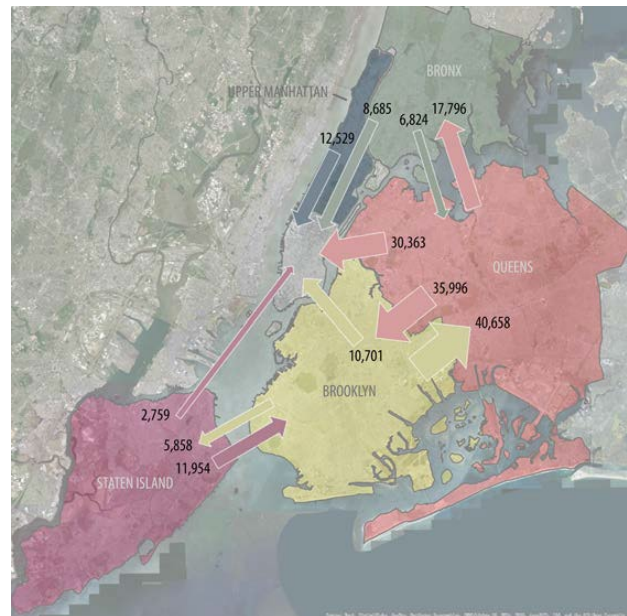 BRONX
UPPER MANHATTAN
8,685
17,796
6,824
12,529
30,363
QUEENS
35,996
40,658
10,701
BROOKLYN
2,759
5,858
11,954
STATEN ISLAND